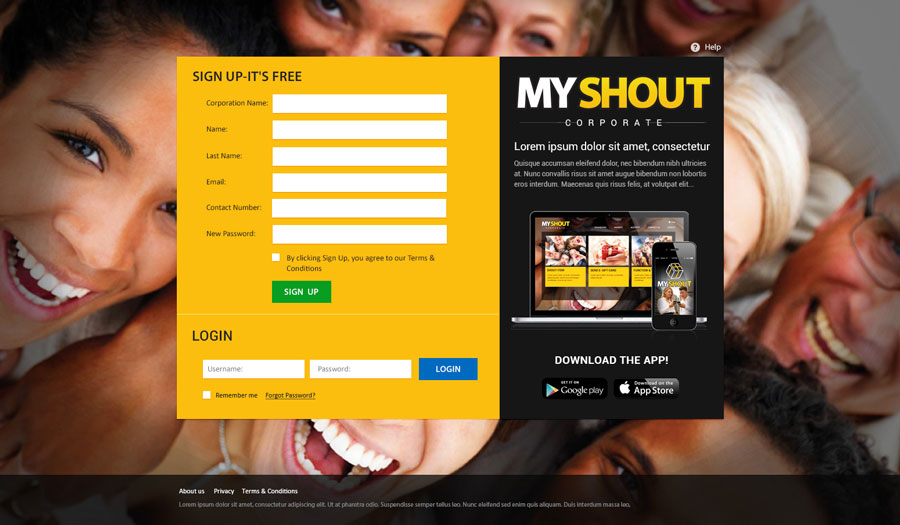 Help
SIGN UP-IT'S FREE
Corporation Name:
Name:
Last Name:
Email:
Contact Number:
New Password:
By clicking Sign Up, you agree to our Terms &
Conditions
SIGN UP
LOGIN
Username:
Password:
LOGIN
Remember me
Forgot Password?
MY SHOUT
CORPORATE
Lorem ipsum dolor sit amet, consectetur
Quisque accumsan eleifend dolor, nec bibendum nibh ultricies
at. Nunc convallis risus sit amet augue bibendum non lobortis
eros interdum. Maecenas quis risus felis, at volutpat elit...
MY SHOUT
MYSHOUT
DOWNLOAD THE APP!
GET IT ON
Google play
Download on the
App Store
About us
Privacy
Terms & Conditions
Lorem ipsum dolor sit amet, consectetur adipiscing elit. Ut at pharetra odio. Suspendisse semper tellus leo. Nunc eleifend sed enim quis aliquam. Duis interdum massa leo,